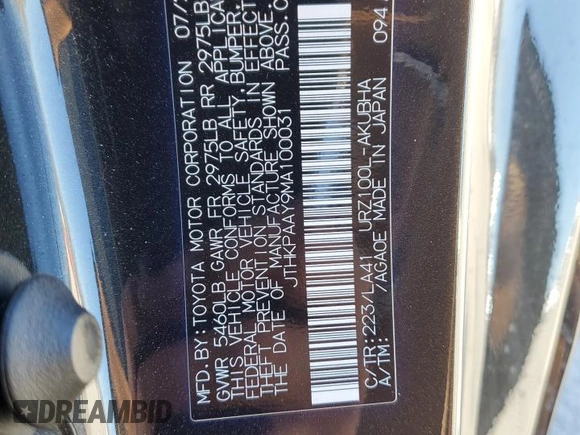 MFD. BY: TOYOTA MOTOR CORPORATION 07/
GVWR 5460LB GAWR FR 2975LB RR 2975LB
THIS VEHICLE CONFORMS TO ALL APPLICA
FEDERAL MOTOR VEHICLE SAFETY, BUMPER,
THEFT PREVENTION STANDARDS IN EFFECT
THE DATE OF MANUFACTURE SHOWN ABOVE.
JTHKPAAY9MA100031 PASS.C
C/TR: 223/LA41 URZ100L-AKUBHA 094
A/TM: /AGA0E MADE IN JAPAN
DREAMBID